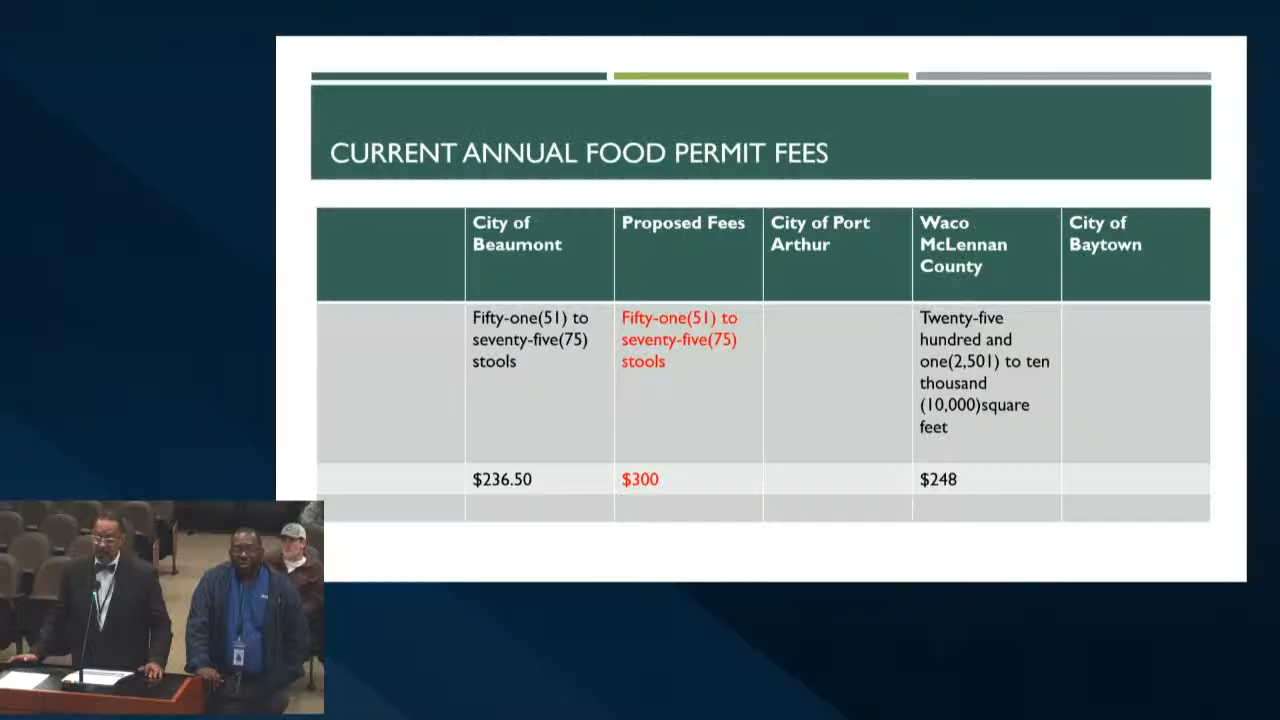 CURRENT ANNUAL FOOD PERMIT FEES
City of
Beaumont
Proposed Fees
City of Port
Arthur
Waco
McLennan
County
City of
Baytown
Fifty-one(51) to
seventy-five(75)
stools
Fifty-one(51) to
seventy-five(75)
stools
Twenty-five
hundred and
one(2,501) to ten
thousand
(10,000)square
feet
$236.50
$300
$248